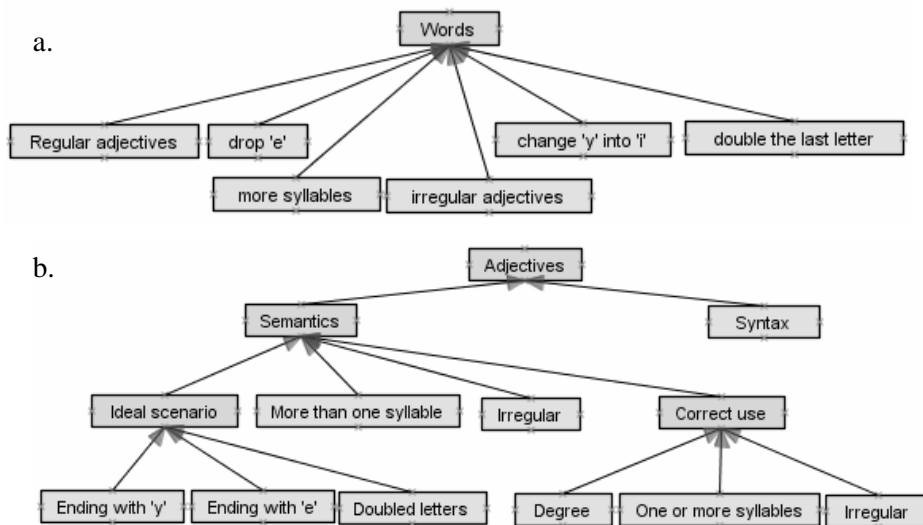 a.
Words
Regular adjectives
drop 'e'
change 'y' into 'i'
double the last letter
more syllables
irregular adjectives
b.
Adjectives
Semantics
Syntax
Ideal scenario
More than one syllable
Irregular
Correct use
Ending with 'y'
Ending with 'e'
Doubled letters
Degree
One or more syllables
Irregular